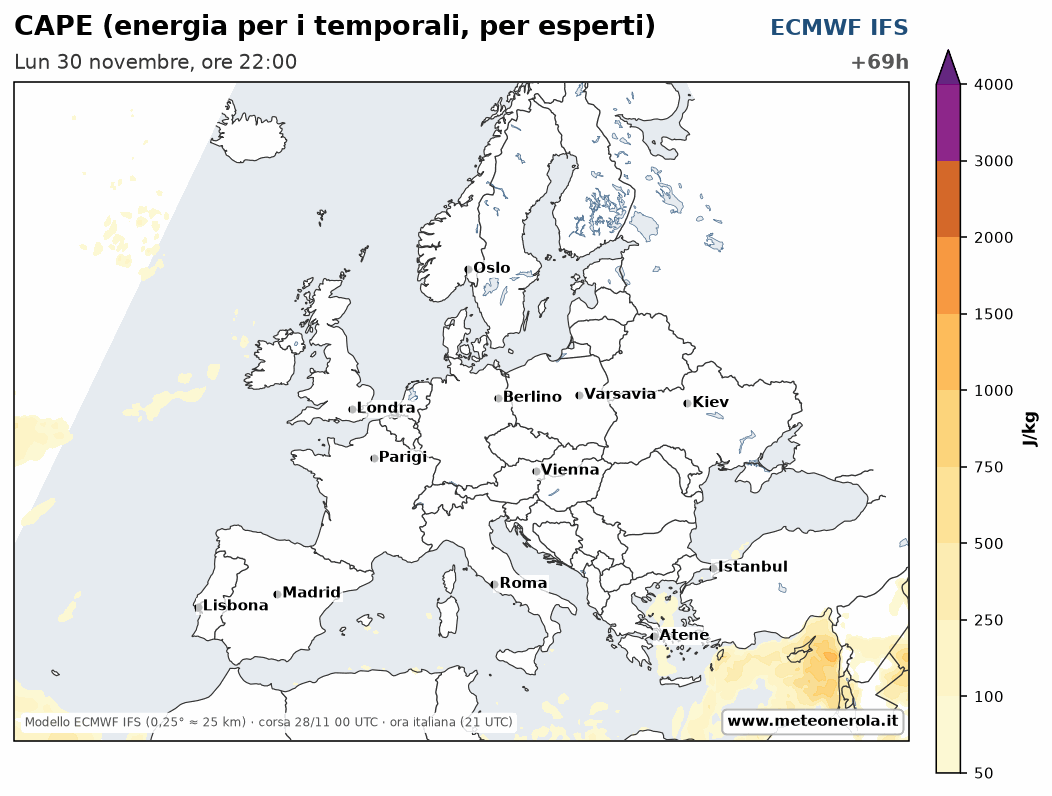 CAPE (energia per i temporali, per esperti)
ECMWF IFS
Lun 30 novembre, ore 22:00
+69h
4000
3000
2000
1500
1000
750
500
250
100
50
J/kg
Oslo
Londra
Berlino
Varsavia
Kiev
Parigi
Vienna
Istanbul
Roma
Madrid
Lisbona
Atene
Modello ECMWF IFS (0,25° ≈ 25 km) · corsa 28/11 00 UTC · ora italiana (21 UTC)
www.meteonerola.it